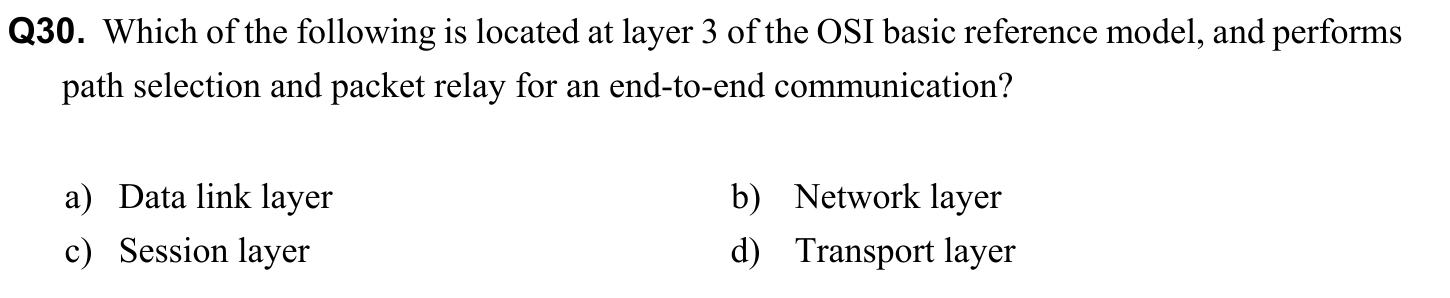 Q30. Which of the following is located at layer 3 of the OSI basic reference model, and performs
path selection and packet relay for an end-to-end communication?
a) Data link layer b) Network layer
c) Session layer d) Transport layer